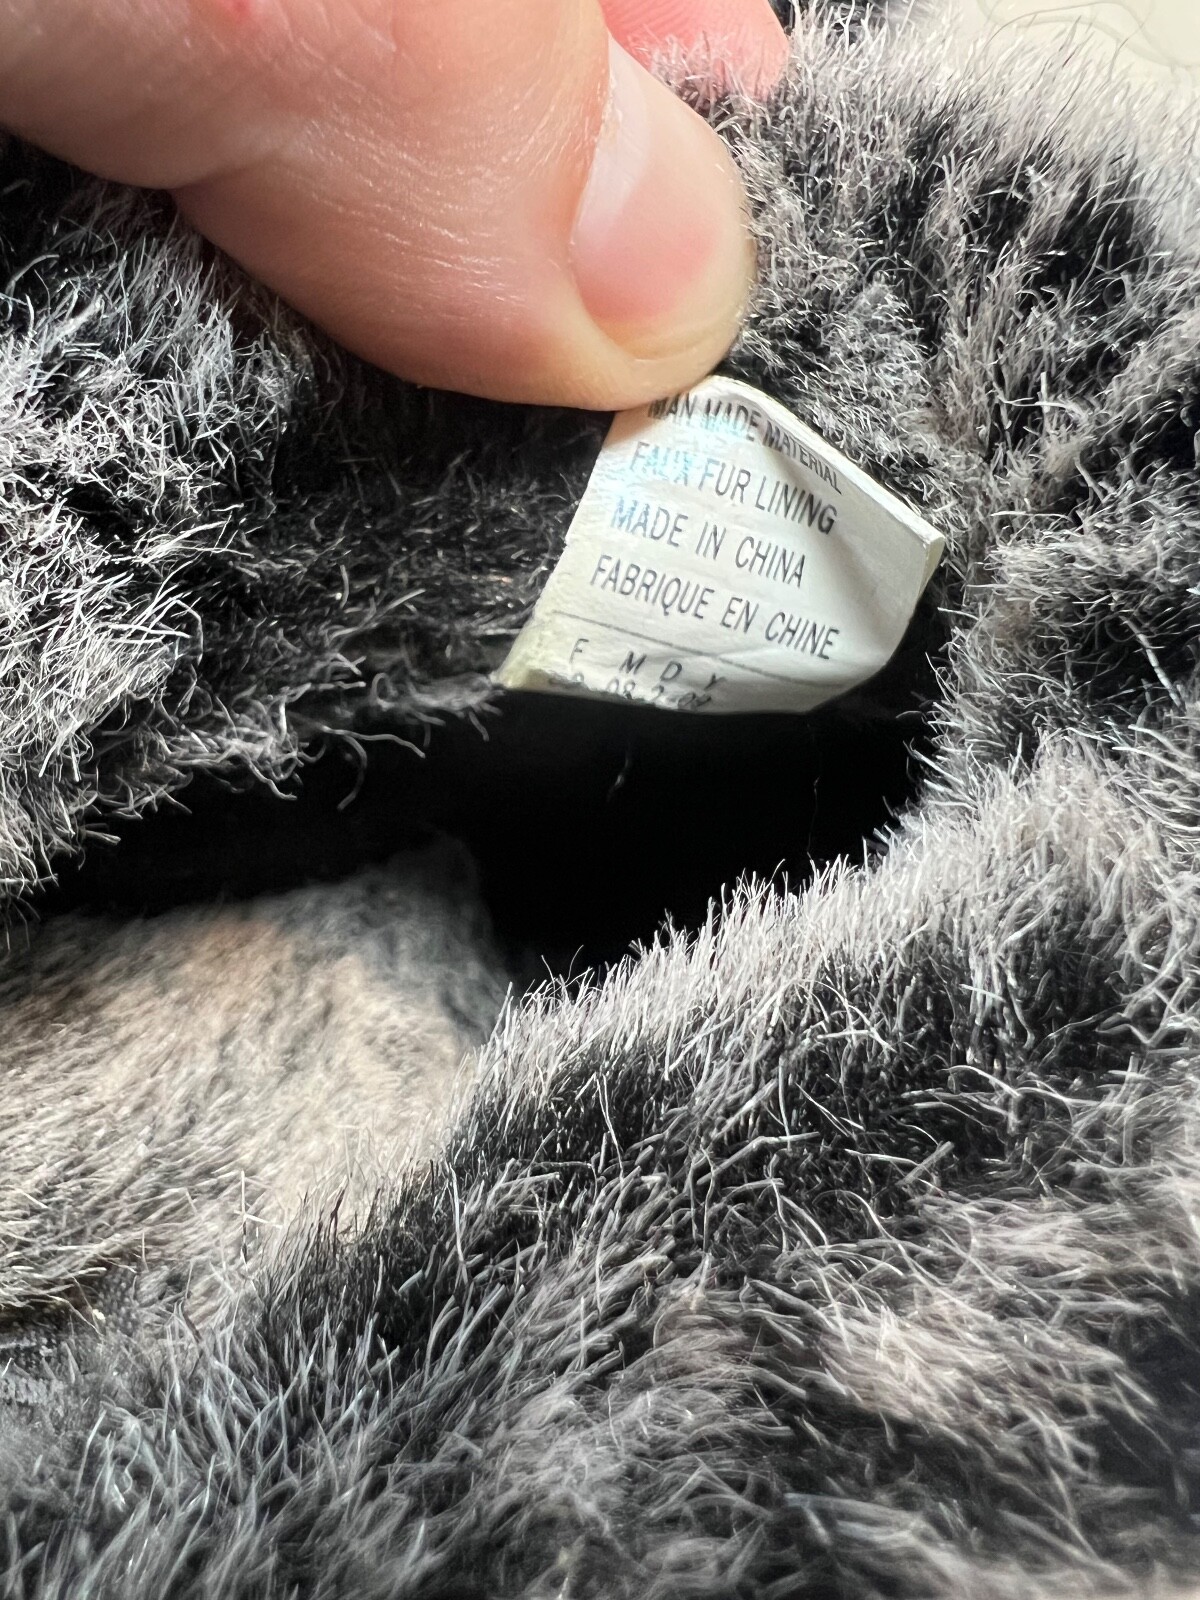 MAN MADE MATERIAL
FAUX FUR LINING
MADE IN CHINA
FABRIQUE EN CHINE
F M D Y